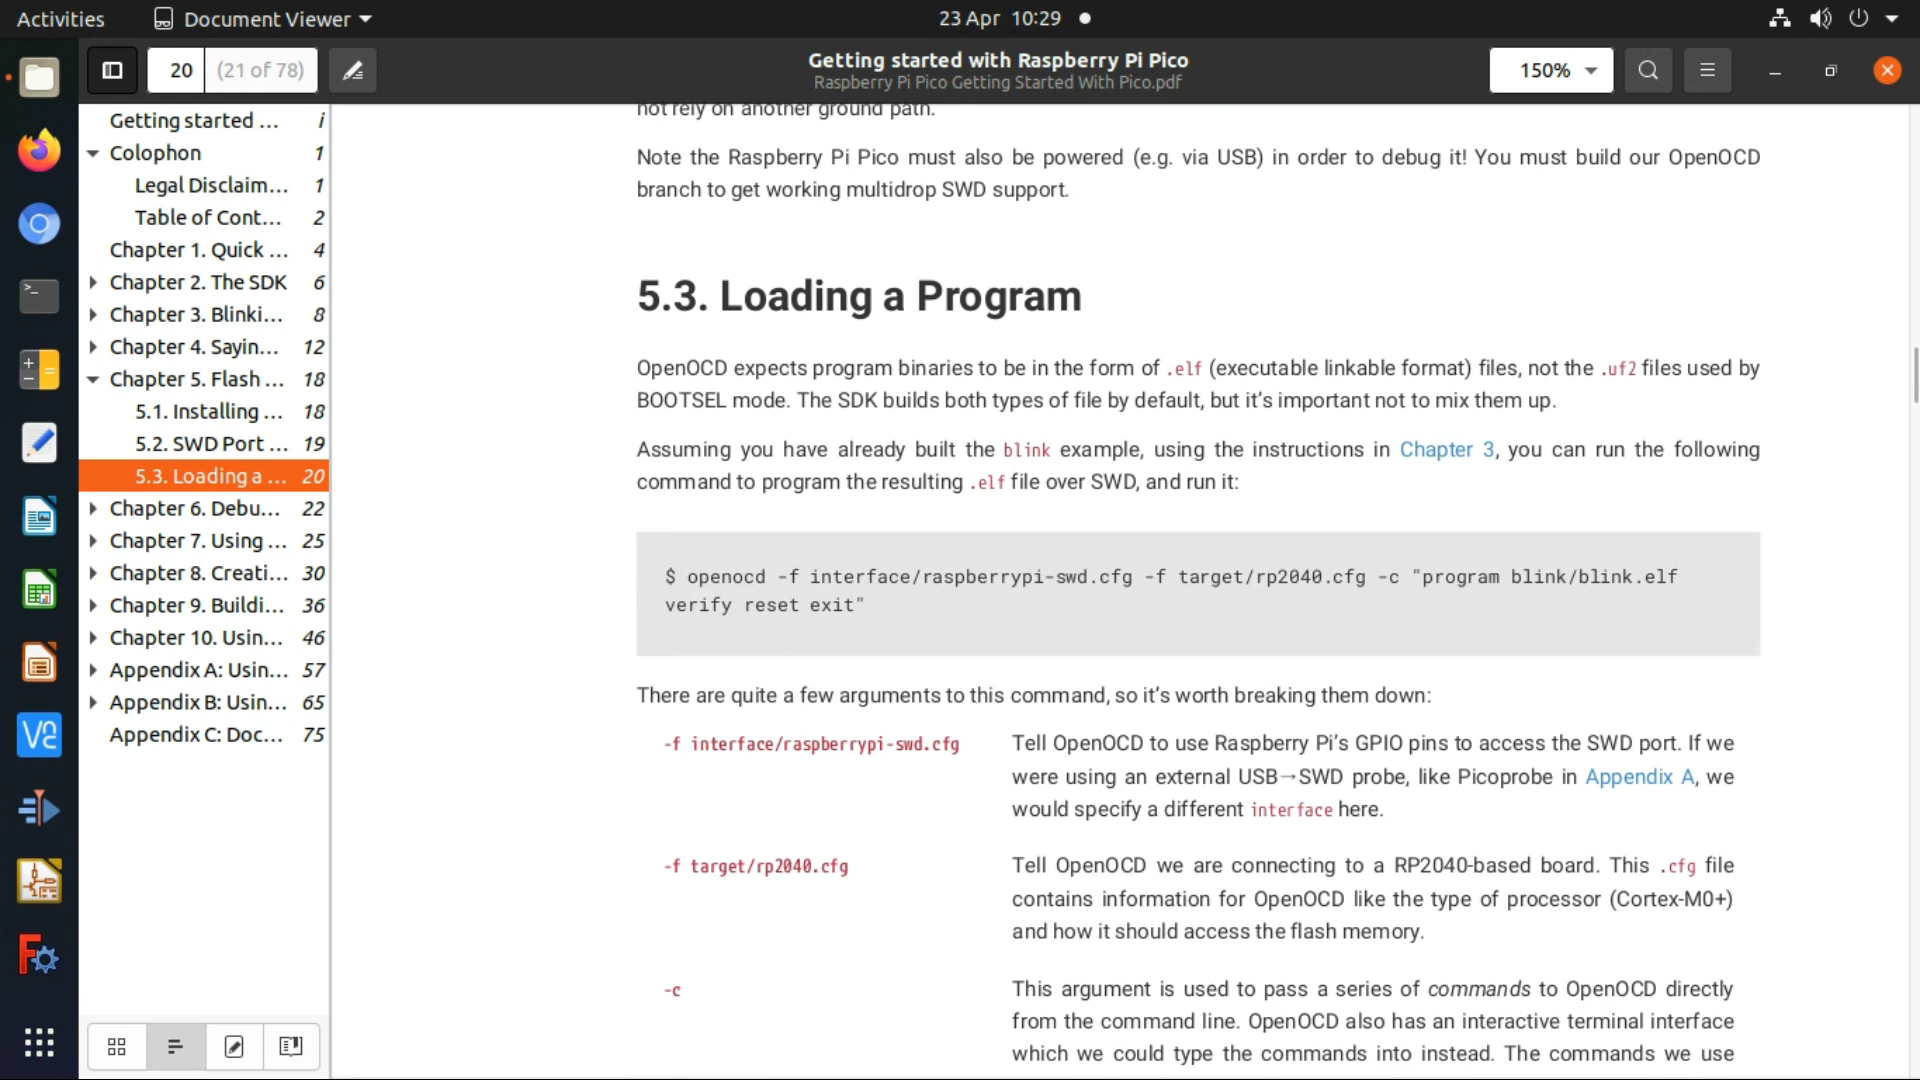 Activities
Document Viewer
23 Apr 10:29
20 (21 of 78)
Getting started with Raspberry Pi Pico
Raspberry Pi Pico Getting Started With Pico.pdf
150%
Getting started ... i
Colophon 1
Legal Disclaim... 1
Table of Cont... 2
Chapter 1. Quick ... 4
Chapter 2. The SDK 6
Chapter 3. Blinki... 8
Chapter 4. Sayin... 12
Chapter 5. Flash ... 18
5.1. Installing ... 18
5.2. SWD Port ... 19
5.3. Loading a ... 20
Chapter 6. Debu... 22
Chapter 7. Using ... 25
Chapter 8. Creati... 30
Chapter 9. Buildi... 36
Chapter 10. Usin... 46
Appendix A: Usin... 57
Appendix B: Usin... 65
Appendix C: Doc... 75
not rely on another ground path.
Note the Raspberry Pi Pico must also be powered (e.g. via USB) in order to debug it! You must build our OpenOCD
branch to get working multidrop SWD support.
5.3. Loading a Program
OpenOCD expects program binaries to be in the form of .elf (executable linkable format) files, not the .uf2 files used by
BOOTSEL mode. The SDK builds both types of file by default, but it's important not to mix them up.
Assuming you have already built the blink example, using the instructions in Chapter 3, you can run the following
command to program the resulting .elf file over SWD, and run it:
$ openocd -f interface/raspberrypi-swd.cfg -f target/rp2040.cfg -c "program blink/blink.elf
verify reset exit"
There are quite a few arguments to this command, so it's worth breaking them down:
-f interface/raspberrypi-swd.cfg
Tell OpenOCD to use Raspberry Pi's GPIO pins to access the SWD port. If we
were using an external USB→SWD probe, like Picoprobe in Appendix A, we
would specify a different interface here.
-f target/rp2040.cfg
Tell OpenOCD we are connecting to a RP2040-based board. This .cfg file
contains information for OpenOCD like the type of processor (Cortex-M0+)
and how it should access the flash memory.
-c
This argument is used to pass a series of commands to OpenOCD directly
from the command line. OpenOCD also has an interactive terminal interface
which we could type the commands into instead. The commands we use